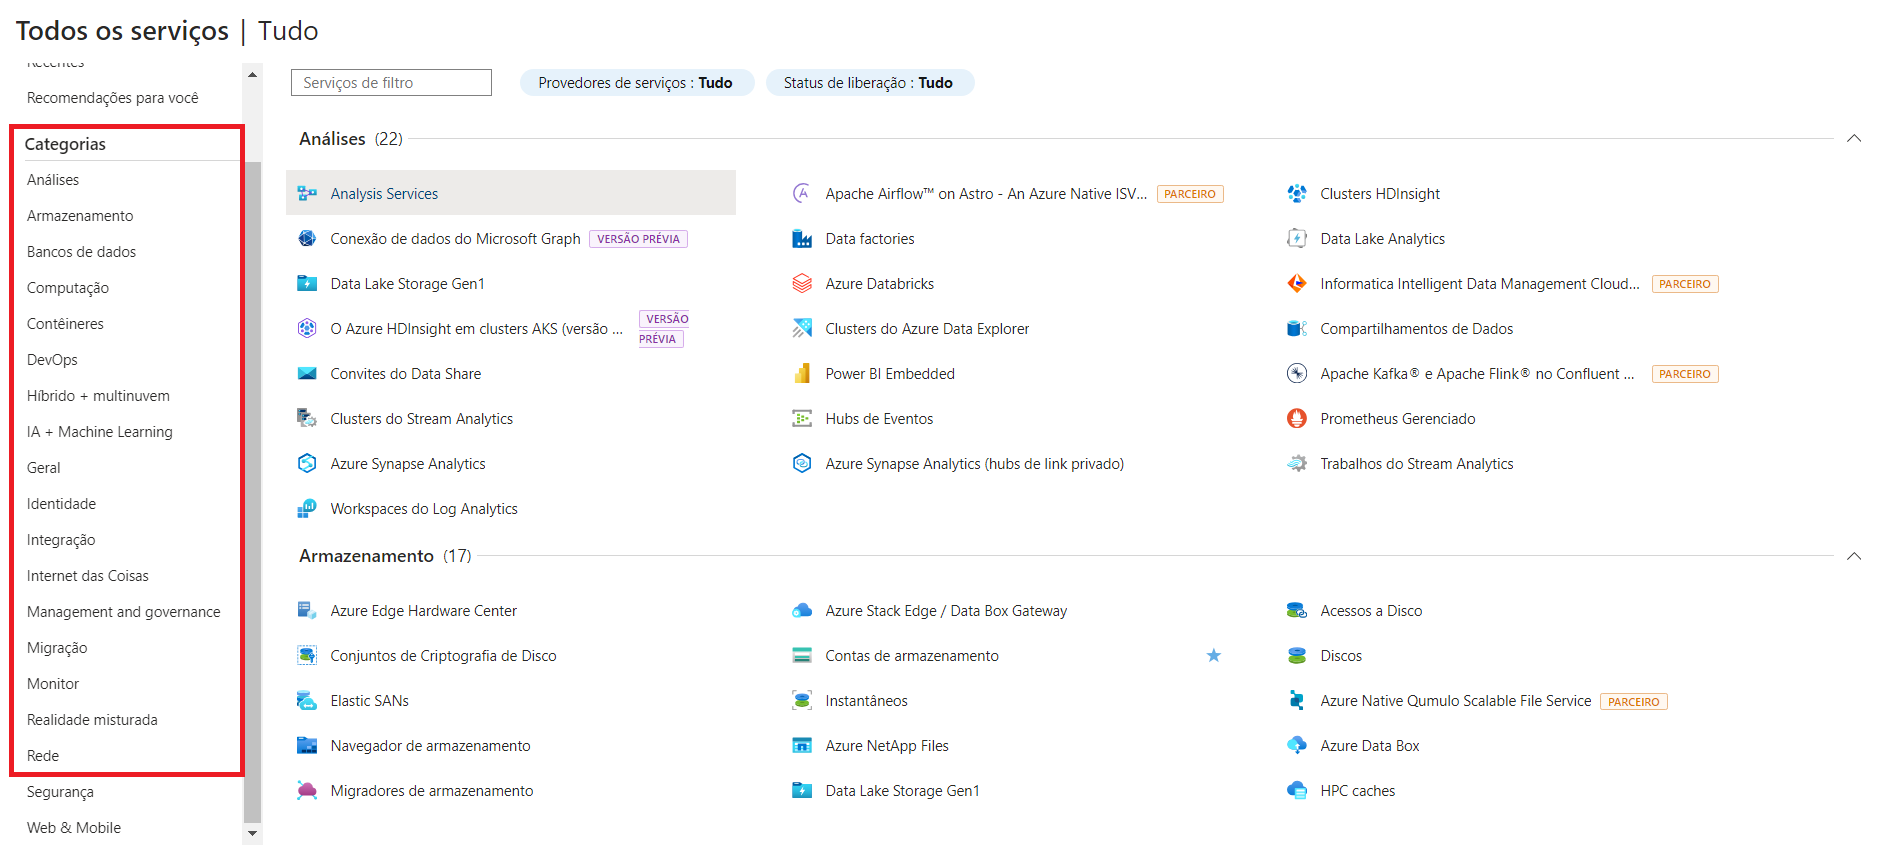 Todos os serviços | Tudo
Recentes
Recomendações para você
Categorias
Análises
Armazenamento
Bancos de dados
Computação
Contêineres
DevOps
Híbrido + multinuvem
IA + Machine Learning
Geral
Identidade
Integração
Internet das Coisas
Management and governance
Migração
Monitor
Realidade misturada
Rede
Segurança
Web & Mobile
Serviços de filtro
Provedores de serviços : Tudo
Status de liberação : Tudo
Análises (22)
Analysis Services
Apache Airflow™ on Astro - An Azure Native ISV... PARCEIRO
Clusters HDInsight
Conexão de dados do Microsoft Graph VERSÃO PRÉVIA
Data factories
Data Lake Analytics
Data Lake Storage Gen1
Azure Databricks
Informatica Intelligent Data Management Cloud... PARCEIRO
O Azure HDInsight em clusters AKS (versão ... VERSÃO PRÉVIA
Clusters do Azure Data Explorer
Compartilhamentos de Dados
Convites do Data Share
Power BI Embedded
Apache Kafka® e Apache Flink® no Confluent ... PARCEIRO
Clusters do Stream Analytics
Hubs de Eventos
Prometheus Gerenciado
Azure Synapse Analytics
Azure Synapse Analytics (hubs de link privado)
Trabalhos do Stream Analytics
Workspaces do Log Analytics
Armazenamento (17)
Azure Edge Hardware Center
Azure Stack Edge / Data Box Gateway
Acessos a Disco
Conjuntos de Criptografia de Disco
Contas de armazenamento
Discos
Elastic SANs
Instantâneos
Azure Native Qumulo Scalable File Service PARCEIRO
Navegador de armazenamento
Azure NetApp Files
Azure Data Box
Migradores de armazenamento
Data Lake Storage Gen1
HPC caches